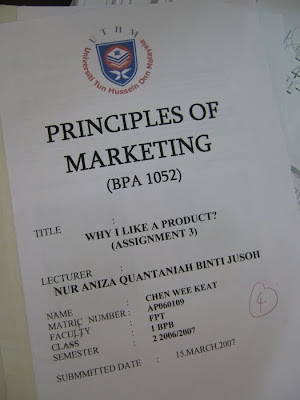 UTHM
Universiti Tun Hussein Onn Malaysia
PRINCIPLES OF
MARKETING
(BPA 1052)
TITLE :
WHY I LIKE A PRODUCT?
(ASSIGNMENT 3)
LECTURER :
NUR ANIZA QUANTANIAH BINTI JUSOH
NAME : CHEN WEE KEAT
MATRIC NUMBER : AP060109
FACULTY : FPT
CLASS : 1 BPB
SEMESTER : 2 2006/2007
SUBMMITTED DATE : 15.MARCH.2007